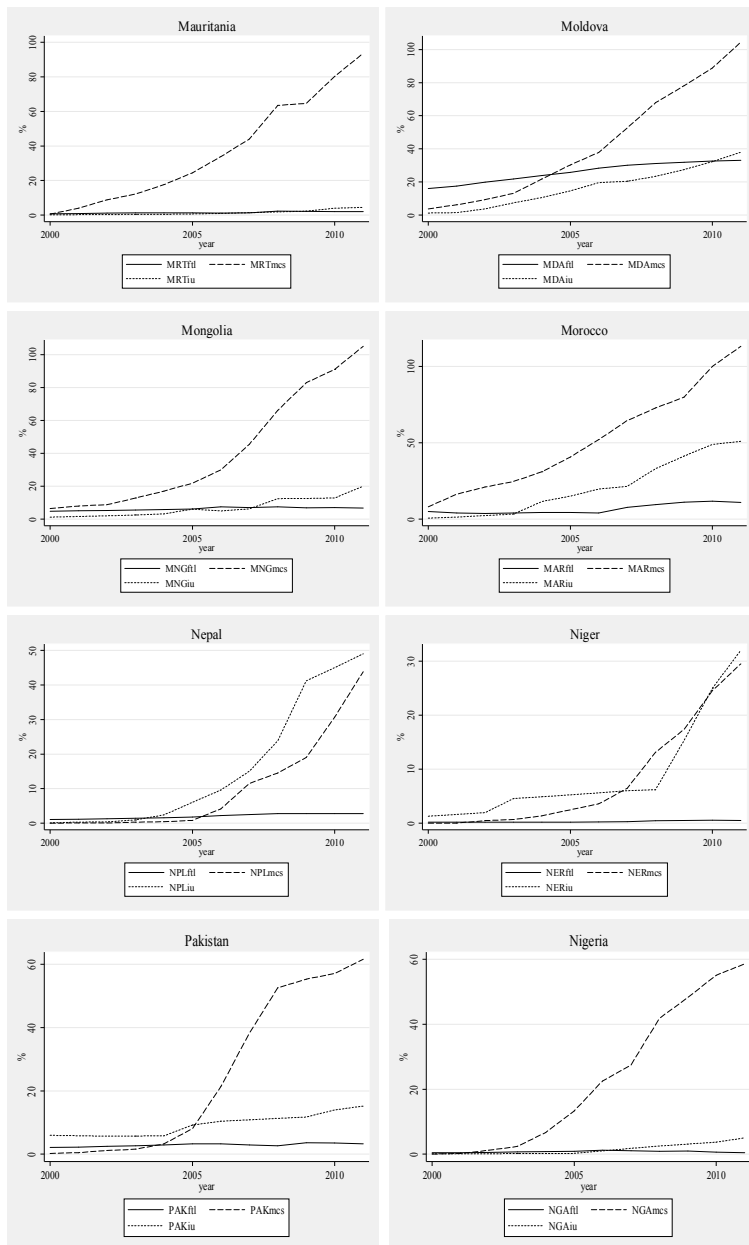 Mauritania
100
80
60
40
20
0
%
2000 2005 2010
year
MRTftl MRTmcs
MRTiu
Moldova
100
80
60
40
20
0
%
2000 2005 2010
year
MDAftl MDAmcs
MDAiu
Mongolia
100
80
60
40
20
0
%
2000 2005 2010
year
MNGftl MNGmcs
MNGiu
Morocco
100
50
0
%
2000 2005 2010
year
MARftl MARmcs
MARiu
Nepal
50
40
30
20
10
0
%
2000 2005 2010
year
NPLftl NPLmcs
NPLiu
Niger
30
20
10
0
%
2000 2005 2010
year
NERftl NERmcs
NERiu
Pakistan
60
40
20
0
%
2000 2005 2010
year
PAKftl PAKmcs
PAKiu
Nigeria
60
40
20
0
%
2000 2005 2010
year
NGAftl NGAmcs
NGAiu